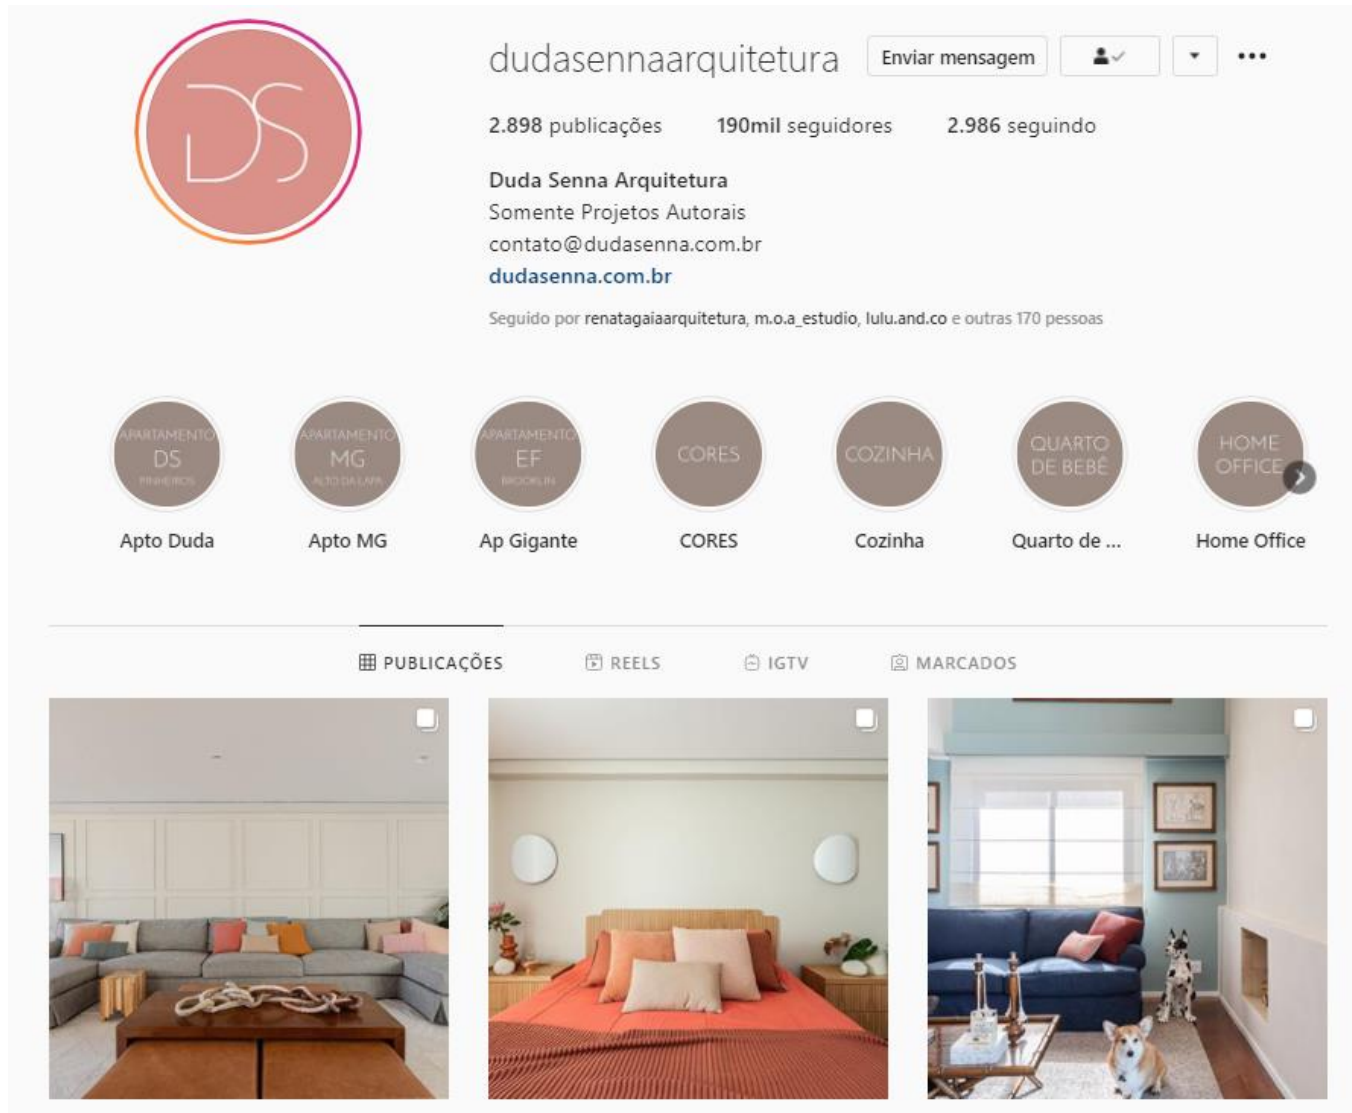 DS
dudasennaarquitetura Enviar mensagem
2.898 publicações 190mil seguidores 2.986 seguindo
Duda Senna Arquitetura
Somente Projetos Autorais
contato@dudasenna.com.br
dudasenna.com.br
Seguido por renatagaiaarquitetura, m.o.a_estudio, lulu.and.co e outras 170 pessoas
APARTAMENTO
DS
PINHEIROS
APARTAMENTO
MG
ALTO DA LAPA
APARTAMENTO
EF
BROOKLIN
CORES
COZINHA
QUARTO
DE BEBÊ
HOME
OFFICE
Apto Duda Apto MG Ap Gigante CORES Cozinha Quarto de ... Home Office
PUBLICAÇÕES REELS IGTV MARCADOS